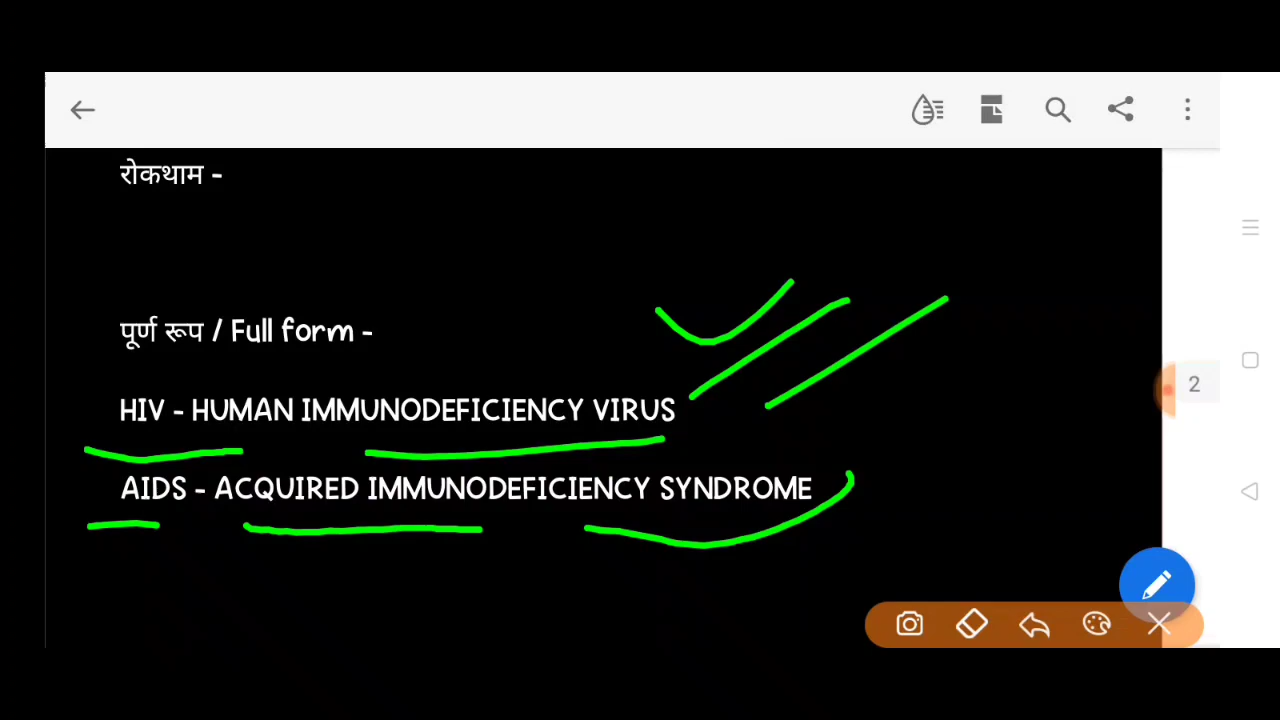 रोकथाम -
पूर्ण रूप / Full form -
HIV - HUMAN IMMUNODEFICIENCY VIRUS
2
AIDS - ACQUIRED IMMUNODEFICIENCY SYNDROME